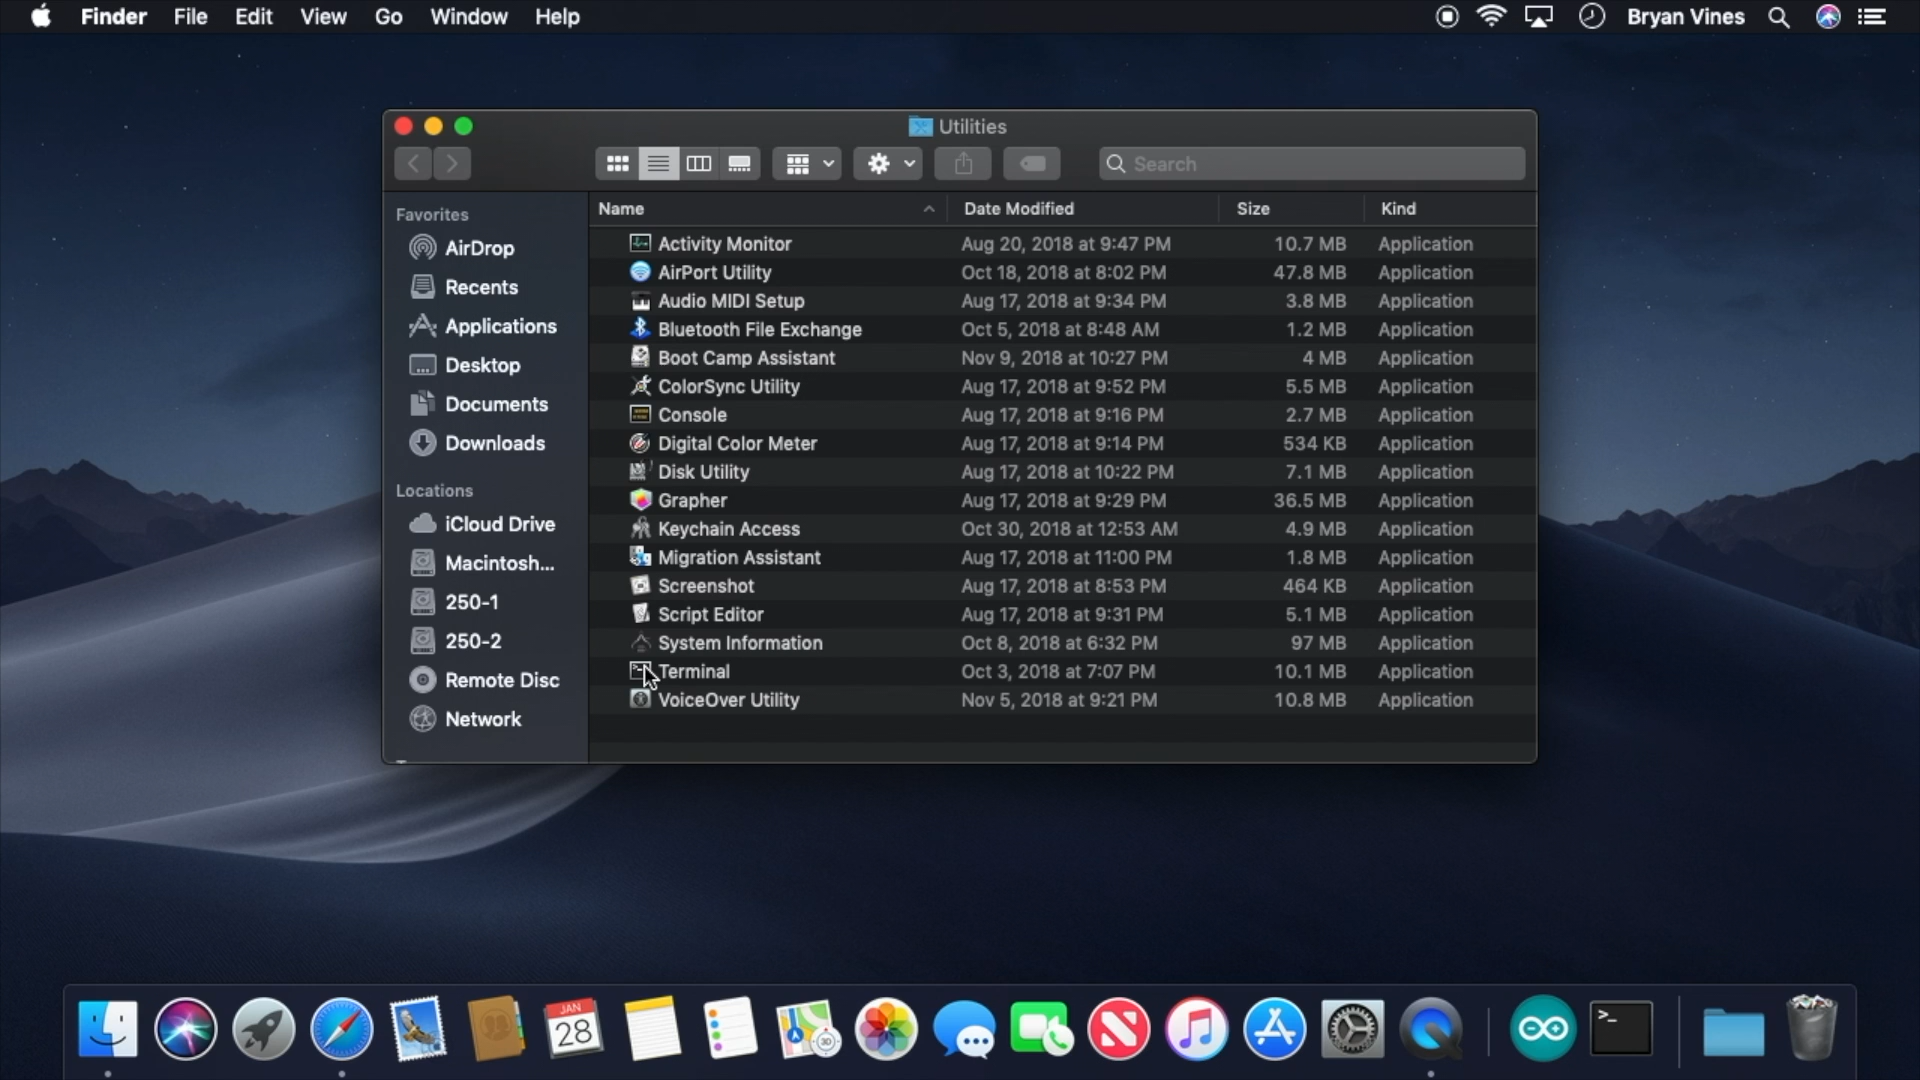 Finder File Edit View Go Window Help Bryan Vines
Utilities
Search
Name Date Modified Size Kind
Favorites
AirDrop
Recents
Applications
Desktop
Documents
Downloads
Locations
iCloud Drive
Macintosh...
250-1
250-2
Remote Disc
Network
Activity Monitor Aug 20, 2018 at 9:47 PM 10.7 MB Application
AirPort Utility Oct 18, 2018 at 8:02 PM 47.8 MB Application
Audio MIDI Setup Aug 17, 2018 at 9:34 PM 3.8 MB Application
Bluetooth File Exchange Oct 5, 2018 at 8:48 AM 1.2 MB Application
Boot Camp Assistant Nov 9, 2018 at 10:27 PM 4 MB Application
ColorSync Utility Aug 17, 2018 at 9:52 PM 5.5 MB Application
Console Aug 17, 2018 at 9:16 PM 2.7 MB Application
Digital Color Meter Aug 17, 2018 at 9:14 PM 534 KB Application
Disk Utility Aug 17, 2018 at 10:22 PM 7.1 MB Application
Grapher Aug 17, 2018 at 9:29 PM 36.5 MB Application
Keychain Access Oct 30, 2018 at 12:53 AM 4.9 MB Application
Migration Assistant Aug 17, 2018 at 11:00 PM 1.8 MB Application
Screenshot Aug 17, 2018 at 8:53 PM 464 KB Application
Script Editor Aug 17, 2018 at 9:31 PM 5.1 MB Application
System Information Oct 8, 2018 at 6:32 PM 97 MB Application
Terminal Oct 3, 2018 at 7:07 PM 10.1 MB Application
VoiceOver Utility Nov 5, 2018 at 9:21 PM 10.8 MB Application
JAN
28
3D
>_